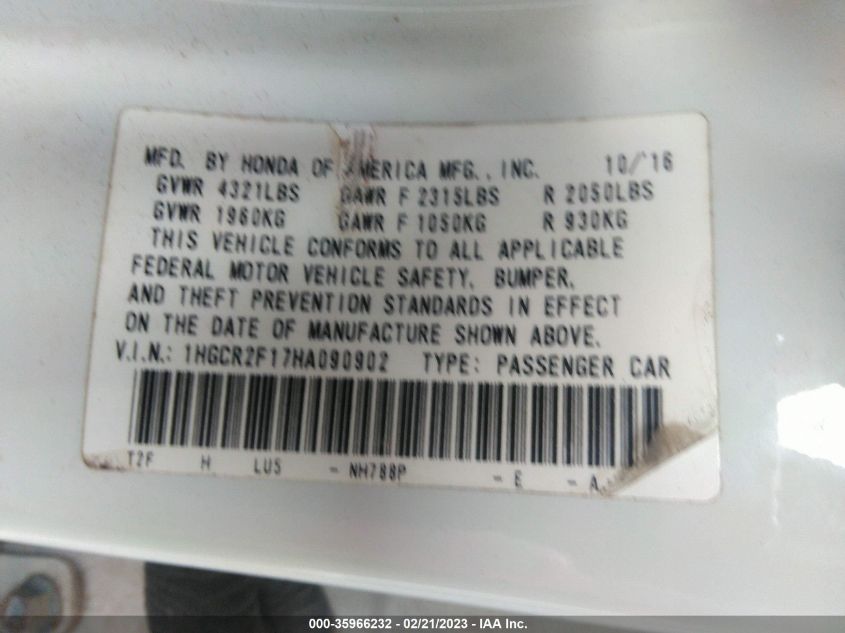 MFD. BY HONDA OF AMERICA MFG., INC. 10/'16
GVWR 4321LBS GAWR F 2315LBS R 2050LBS
GVWR 1960KG GAWR F 1050KG R 930KG
THIS VEHICLE CONFORMS TO ALL APPLICABLE
FEDERAL MOTOR VEHICLE SAFETY, BUMPER,
AND THEFT PREVENTION STANDARDS IN EFFECT
ON THE DATE OF MANUFACTURE SHOWN ABOVE.
V.I.N.: 1HGCR2F17HA090902 TYPE: PASSENGER CAR
T2F H LU5 - NH788P - E - A.
000-35966232 - 02/21/2023 - IAA Inc.